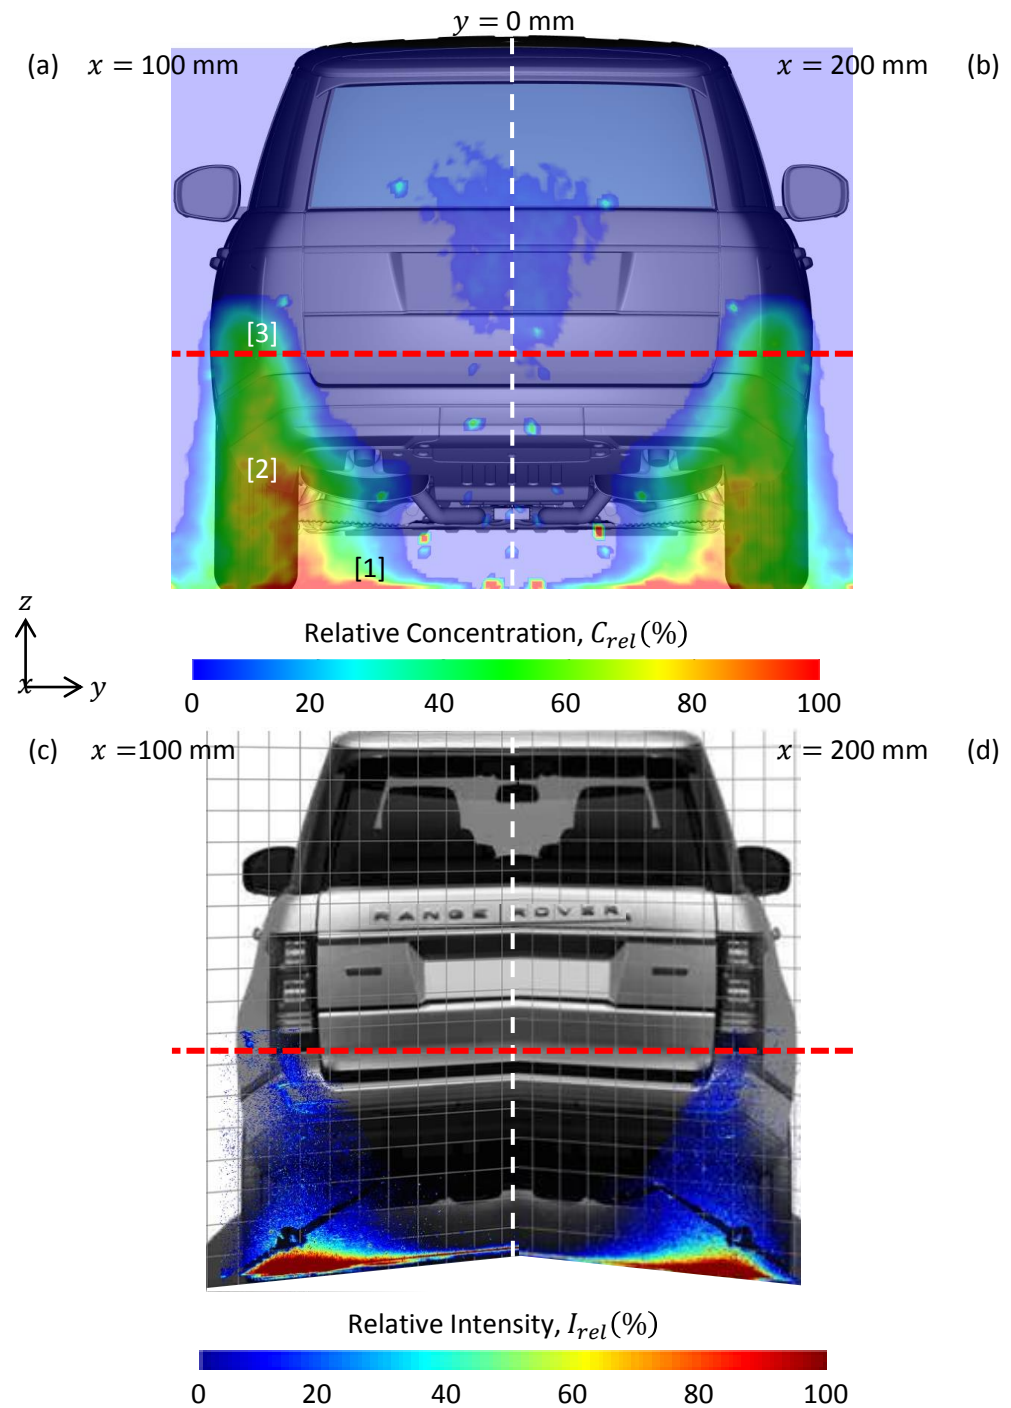 y = 0 mm
(a) x = 100 mm x = 200 mm (b)
[3]
[2]
[1]
z
x y
Relative Concentration, C_rel(%)
0 20 40 60 80 100
(c) x =100 mm x = 200 mm (d)
RANGE ROVER
Relative Intensity, I_rel(%)
0 20 40 60 80 100